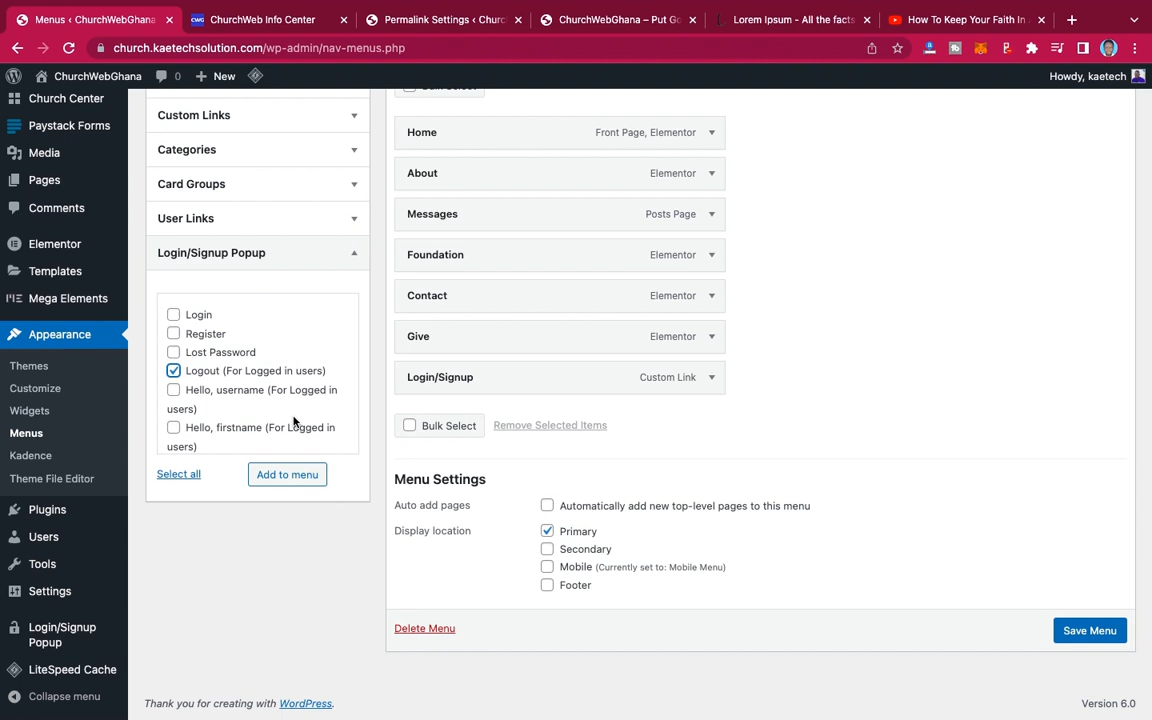 Menus ‹ ChurchWebGhana
ChurchWeb Info Center
Permalink Settings ‹ Churc
ChurchWebGhana – Put Go
Lorem Ipsum - All the facts
How To Keep Your Faith In
church.kaetechsolution.com/wp-admin/nav-menus.php
ChurchWebGhana
0
New
Howdy, kaetech
Church Center
Paystack Forms
Media
Pages
Comments
Elementor
Templates
Mega Elements
Appearance
Themes
Customize
Widgets
Menus
Kadence
Theme File Editor
Plugins
Users
Tools
Settings
Login/Signup
Popup
LiteSpeed Cache
Collapse menu
Custom Links
Categories
Card Groups
User Links
Login/Signup Popup
Login
Register
Lost Password
Logout (For Logged in users)
Hello, username (For Logged in
users)
Hello, firstname (For Logged in
users)
Select all
Add to menu
Bulk Select
Home Front Page, Elementor
About Elementor
Messages Posts Page
Foundation Elementor
Contact Elementor
Give Elementor
Login/Signup Custom Link
Bulk Select Remove Selected Items
Menu Settings
Auto add pages Automatically add new top-level pages to this menu
Display location Primary
Secondary
Mobile (Currently set to: Mobile Menu)
Footer
Delete Menu
Save Menu
Thank you for creating with WordPress.
Version 6.0